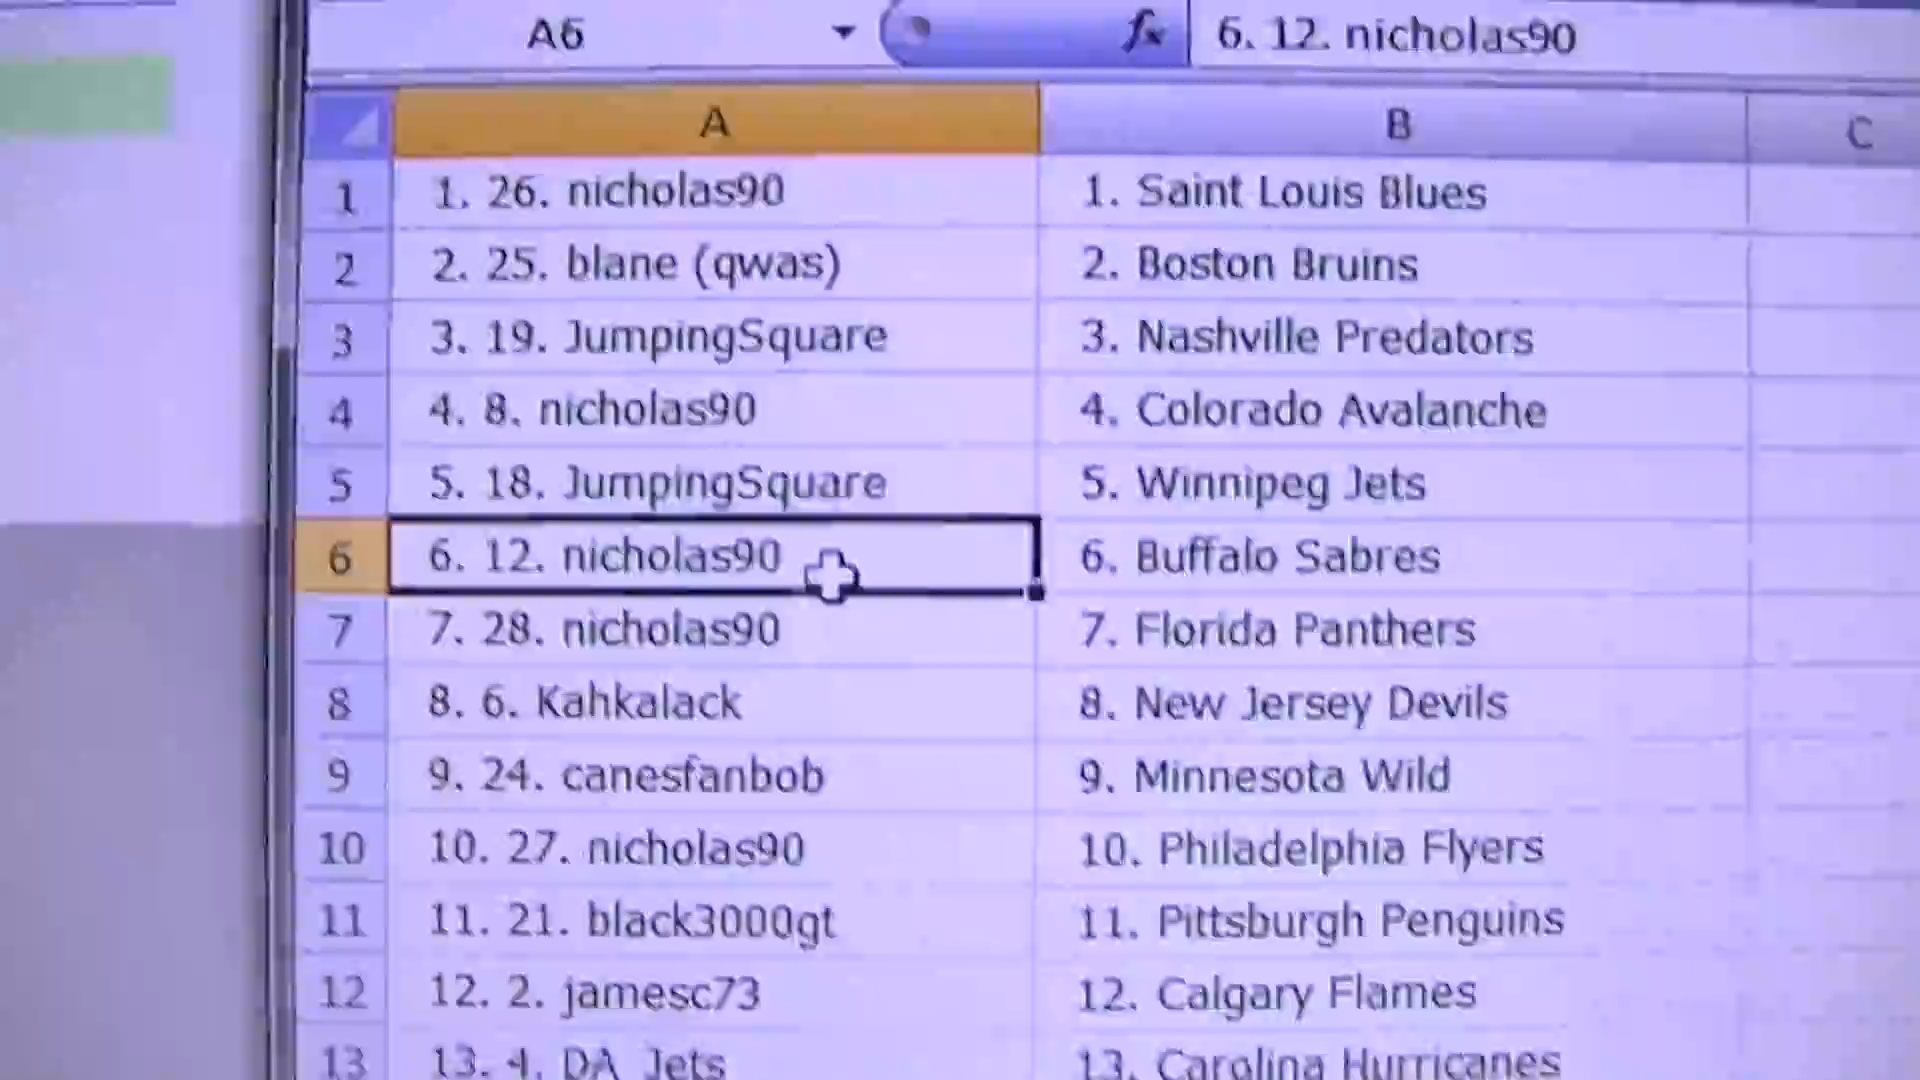 A6 fx 6. 12. nicholas90
A B C
1 1. 26. nicholas90 1. Saint Louis Blues
2 2. 25. blane (qwas) 2. Boston Bruins
3 3. 19. JumpingSquare 3. Nashville Predators
4 4. 8. nicholas90 4. Colorado Avalanche
5 5. 18. JumpingSquare 5. Winnipeg Jets
6 6. 12. nicholas90 6. Buffalo Sabres
7 7. 28. nicholas90 7. Florida Panthers
8 8. 6. Kahkalack 8. New Jersey Devils
9 9. 24. canesfanbob 9. Minnesota Wild
10 10. 27. nicholas90 10. Philadelphia Flyers
11 11. 21. black3000gt 11. Pittsburgh Penguins
12 12. 2. jamesc73 12. Calgary Flames
13 13. 4. DA Jets 13. Carolina Hurricanes